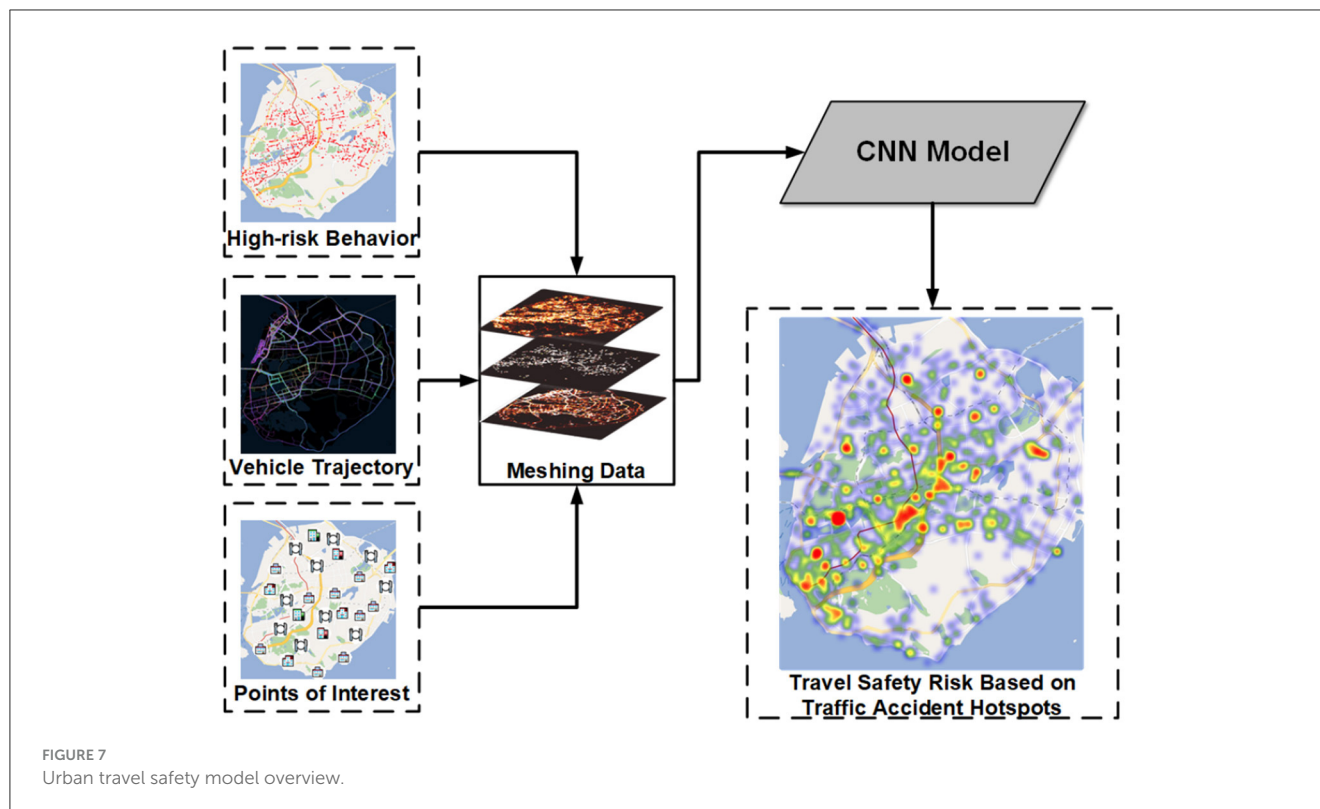 High-risk Behavior
CNN Model
Vehicle Trajectory
Meshing Data
Points of Interest
Travel Safety Risk Based on
Traffic Accident Hotspots
FIGURE 7
Urban travel safety model overview.